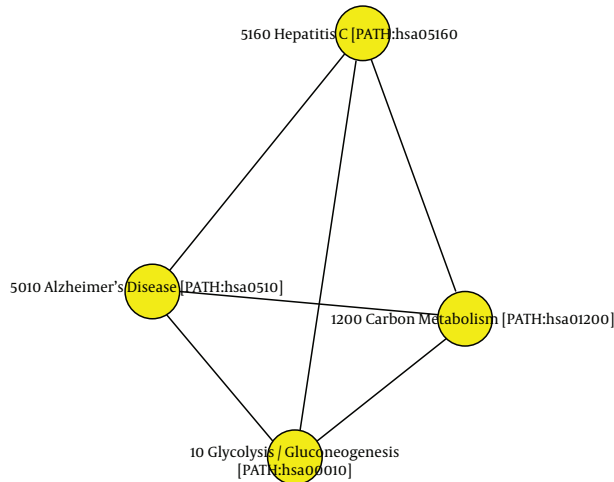 5160 Hepatitis C [PATH:hsa05160
5010 Alzheimer's Disease [PATH:hsa0510]
1200 Carbon Metabolism [PATH:hsa01200]
10 Glycolysis / Gluconeogenesis
[PATH:hsa00010]